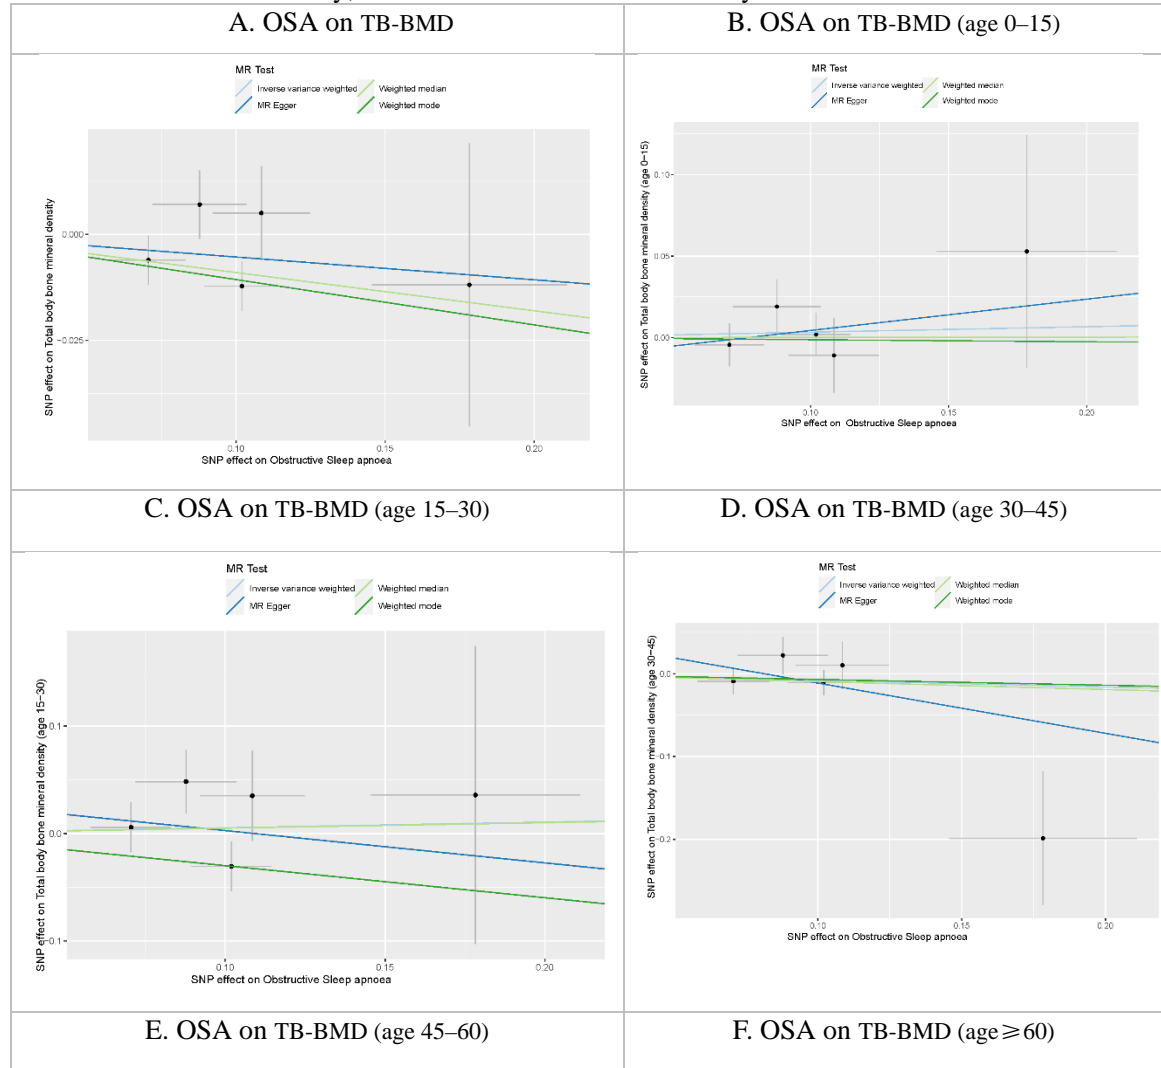 A. OSA on TB-BMD
B. OSA on TB-BMD (age 0–15)
MR Test
Inverse variance weighted
Weighted median
MR Egger
Weighted mode
SNP effect on Total body bone mineral density
0.000
−0.025
0.10
0.15
0.20
SNP effect on Obstructive Sleep apnoea
MR Test
Inverse variance weighted
Weighted median
MR Egger
Weighted mode
SNP effect on Total body bone mineral density (age 0−15)
0.10
0.05
0.00
0.10
0.15
0.20
SNP effect on Obstructive Sleep apnoea
C. OSA on TB-BMD (age 15–30)
D. OSA on TB-BMD (age 30–45)
MR Test
Inverse variance weighted
Weighted median
MR Egger
Weighted mode
SNP effect on Total body bone mineral density (age 15−30)
0.1
0.0
−0.1
0.10
0.15
0.20
SNP effect on Obstructive Sleep apnoea
MR Test
Inverse variance weighted
Weighted median
MR Egger
Weighted mode
SNP effect on Total body bone mineral density (age 30−45)
0.0
−0.1
−0.2
0.10
0.15
0.20
SNP effect on Obstructive Sleep apnoea
E. OSA on TB-BMD (age 45–60)
F. OSA on TB-BMD (age≥60)